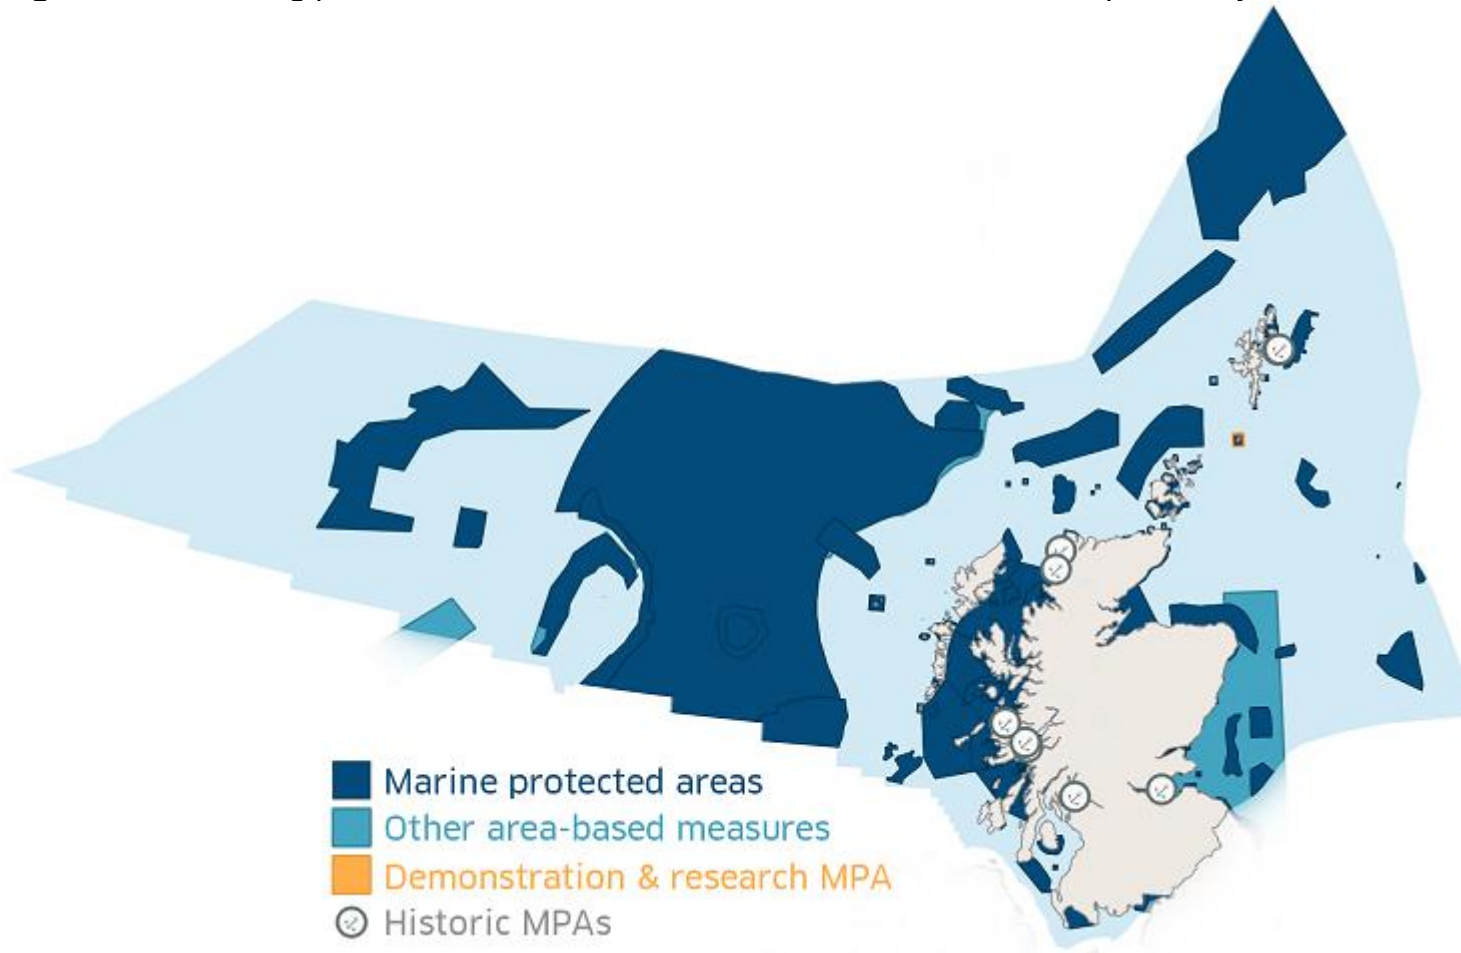 Marine protected areas
Other area-based measures
Demonstration & research MPA
Historic MPAs